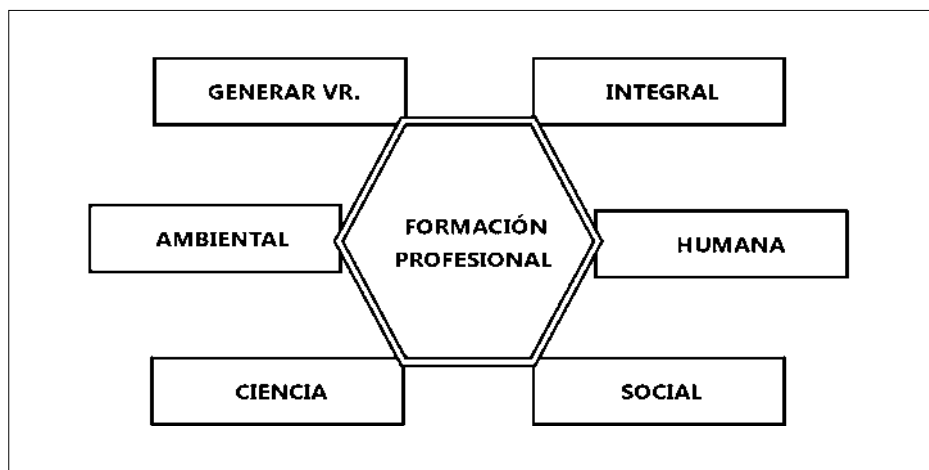 GENERAR VR.
INTEGRAL
AMBIENTAL
FORMACIÓN
PROFESIONAL
HUMANA
CIENCIA
SOCIAL